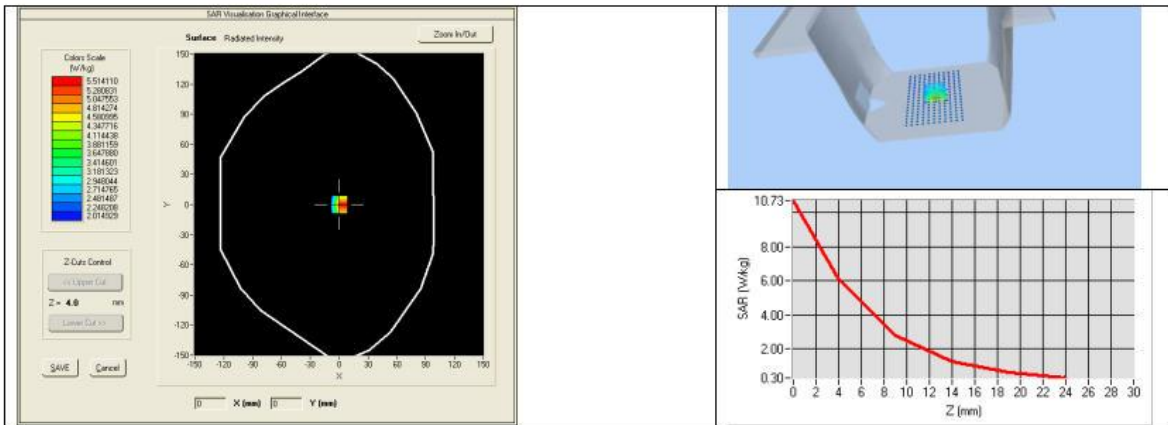 SAR Visualisation Graphical Interface
Surface Radiated Intensity
Zoom In/Out
Colors Scale
(W/kg)
5.514110
5.280831
5.047553
4.814274
4.580995
4.347716
4.114438
3.881159
3.647880
3.414601
3.181323
2.948044
2.714765
2.481487
2.248208
2.014929
Z-Cuts Control
<< Upper Cut
Z = 4.0 mm
Lower Cut >>
SAVE Cancel
150
120
90
60
30
0
-30
-60
-90
-120
-150
Y
-150 -120 -90 -60 -30 0 30 60 90 120 150
X
0 X (mm) 0 Y (mm)
10.73
8.00
6.00
4.00
2.00
0.30
SAR (W/kg)
0 2 4 6 8 10 12 14 16 18 20 22 24 26 28 30
Z (mm)